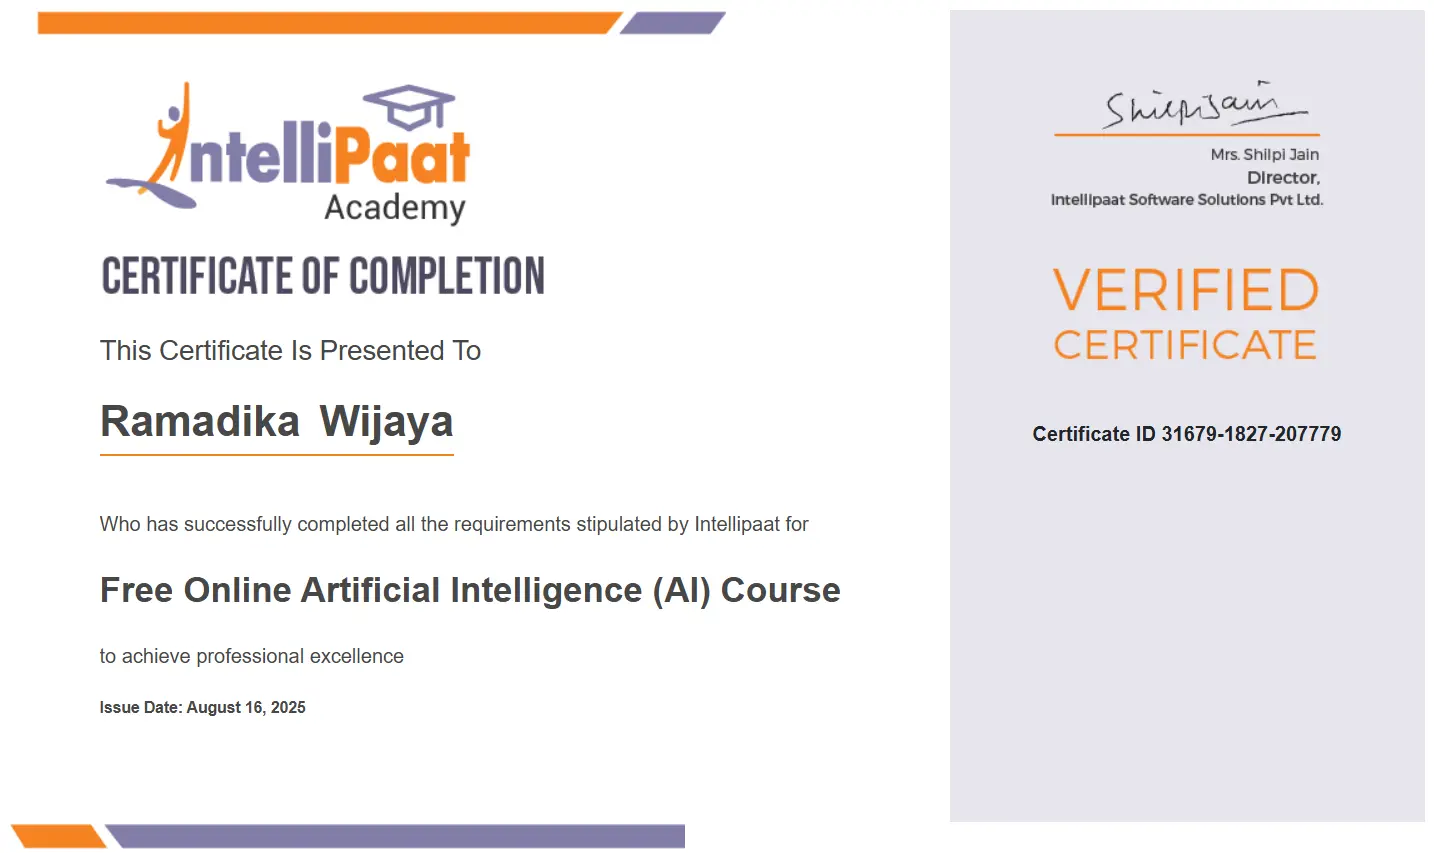 IntelliPaat
Academy
CERTIFICATE OF COMPLETION
This Certificate Is Presented To
Ramadika Wijaya
Who has successfully completed all the requirements stipulated by Intellipaat for
Free Online Artificial Intelligence (AI) Course
to achieve professional excellence
Issue Date: August 16, 2025
Shilpi Jain
Mrs. Shilpi Jain
Director,
Intellipaat Software Solutions Pvt Ltd.
VERIFIED
CERTIFICATE
Certificate ID 31679-1827-207779